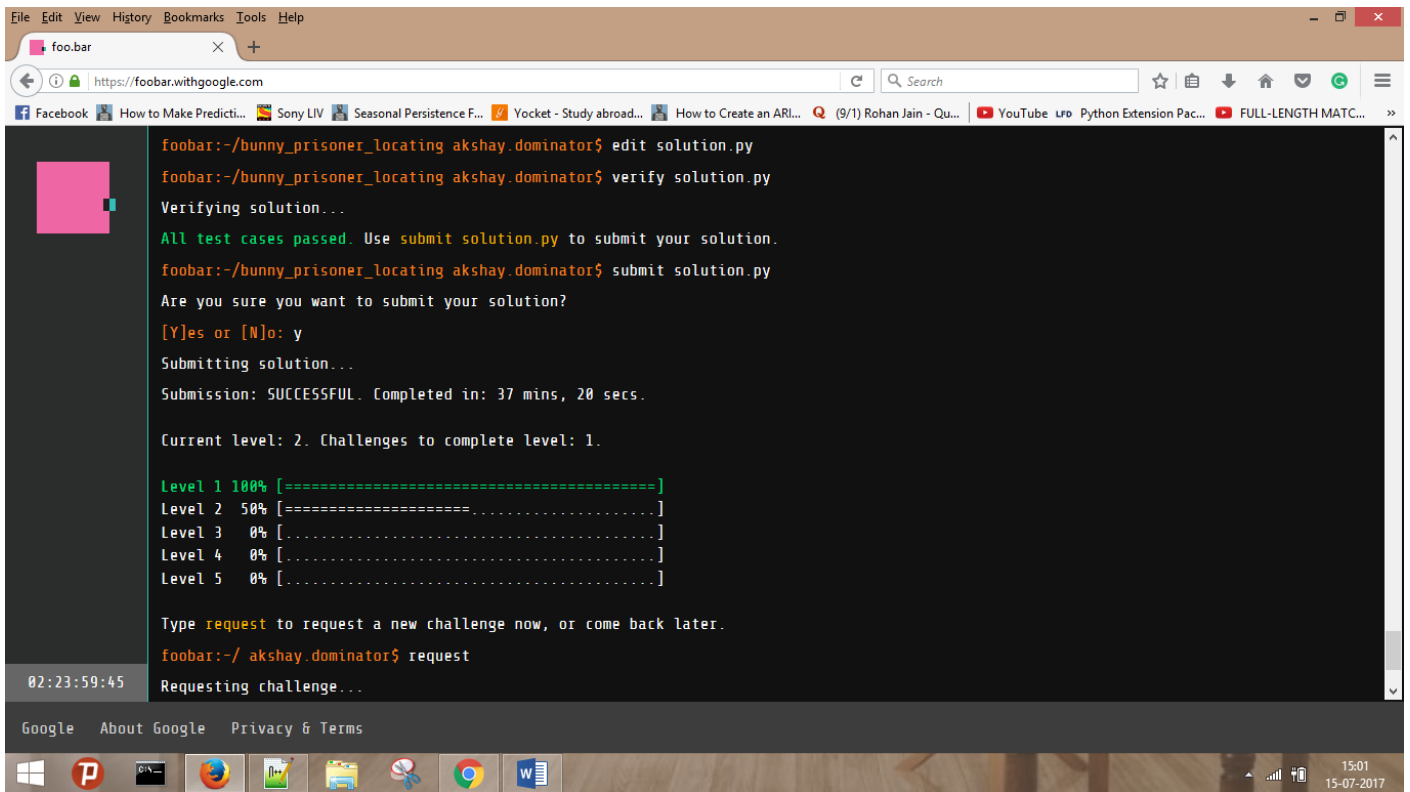 File Edit View History Bookmarks Tools Help
foo.bar
https://foobar.withgoogle.com
Search
Facebook How to Make Predicti... Sony LIV Seasonal Persistence F... Yocket - Study abroad... How to Create an ARI... (9/1) Rohan Jain - Qu... YouTube LFD Python Extension Pac... FULL-LENGTH MATC... »
foobar:~/bunny_prisoner_locating akshay.dominator$ edit solution.py
foobar:~/bunny_prisoner_locating akshay.dominator$ verify solution.py
Verifying solution...
All test cases passed. Use submit solution.py to submit your solution.
foobar:~/bunny_prisoner_locating akshay.dominator$ submit solution.py
Are you sure you want to submit your solution?
[Y]es or [N]o: y
Submitting solution...
Submission: SUCCESSFUL. Completed in: 37 mins, 20 secs.
Current level: 2. Challenges to complete level: 1.
Level 1 100% [==========================================]
Level 2 50% [=====================.....................]
Level 3 0% [..........................................]
Level 4 0% [..........................................]
Level 5 0% [..........................................]
Type request to request a new challenge now, or come back later.
foobar:~/ akshay.dominator$ request
02:23:59:45
Requesting challenge...
Google About Google Privacy & Terms
15:01
15-07-2017